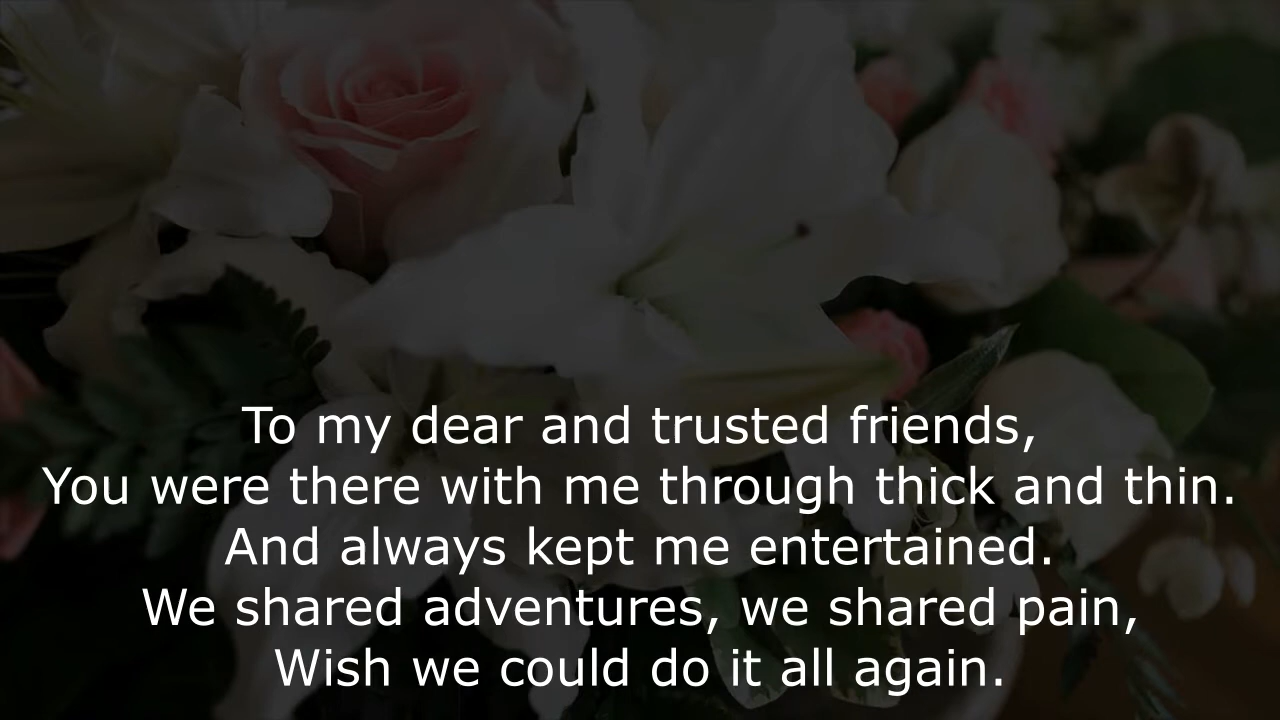 To my dear and trusted friends,
You were there with me through thick and thin.
And always kept me entertained.
We shared adventures, we shared pain,
Wish we could do it all again.